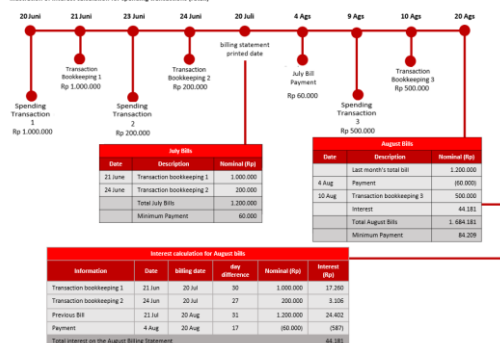 20 Juni 21 Juni 23 Juni 24 Juni 20 Juli 4 Ags 9 Ags 10 Ags 20 Ags
billing statement
printed date
Transaction
Bookkeeping 1
Rp 1.000.000
Transaction
Bookkeeping 2
Rp 200.000
July Bill
Payment
Rp 60.000
Transaction
Bookkeeping 3
Rp 500.000
Spending
Transaction
1
Rp 1.000.000
Spending
Transaction
2
Rp 200.000
Spending
Transaction
3
Rp 500.000
July Bills
Date Description Nominal (Rp)
21 June Transaction bookkeeping 1 1.000.000
24 June Transaction bookkeeping 2 200.000
Total July Bills 1.200.000
Minimum Payment 60.000
August Bills
Date Description Nominal (Rp)
Last month's total bill 1.200.000
4 Aug Payment (60.000)
10 Aug Transaction bookkeeping 3 500.000
Interest 44.181
Total August Bills 1. 684.181
Minimum Payment 84.209
Interest calculation for August bills
Information Date billing date day difference Nominal (Rp) Interest (Rp)
Transaction bookkeeping 1 21 Jun 20 Jul 30 1.000.000 17.260
Transaction bookkeeping 2 24 Jun 20 Jul 27 200.000 3.106
Previous Bill 21 Jul 20 Aug 31 1.200.000 24.402
Payment 4 Aug 20 Aug 17 (60.000) (587)
Total interest on the August Billing Statement 44.181